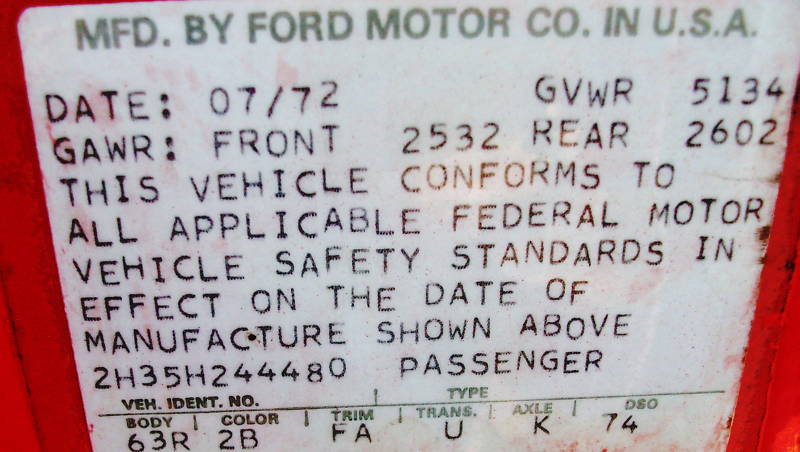 MFD. BY FORD MOTOR CO. IN U.S.A.
DATE: 07/72 GVWR 5134
GAWR: FRONT 2532 REAR 2602
THIS VEHICLE CONFORMS TO
ALL APPLICABLE FEDERAL MOTOR
VEHICLE SAFETY STANDARDS IN
EFFECT ON THE DATE OF
MANUFACTURE SHOWN ABOVE
2H35H244480 PASSENGER
VEH. IDENT. NO. | TYPE
BODY | COLOR | TRIM | TRANS. | AXLE | DSO
63R 2B FA U K 74